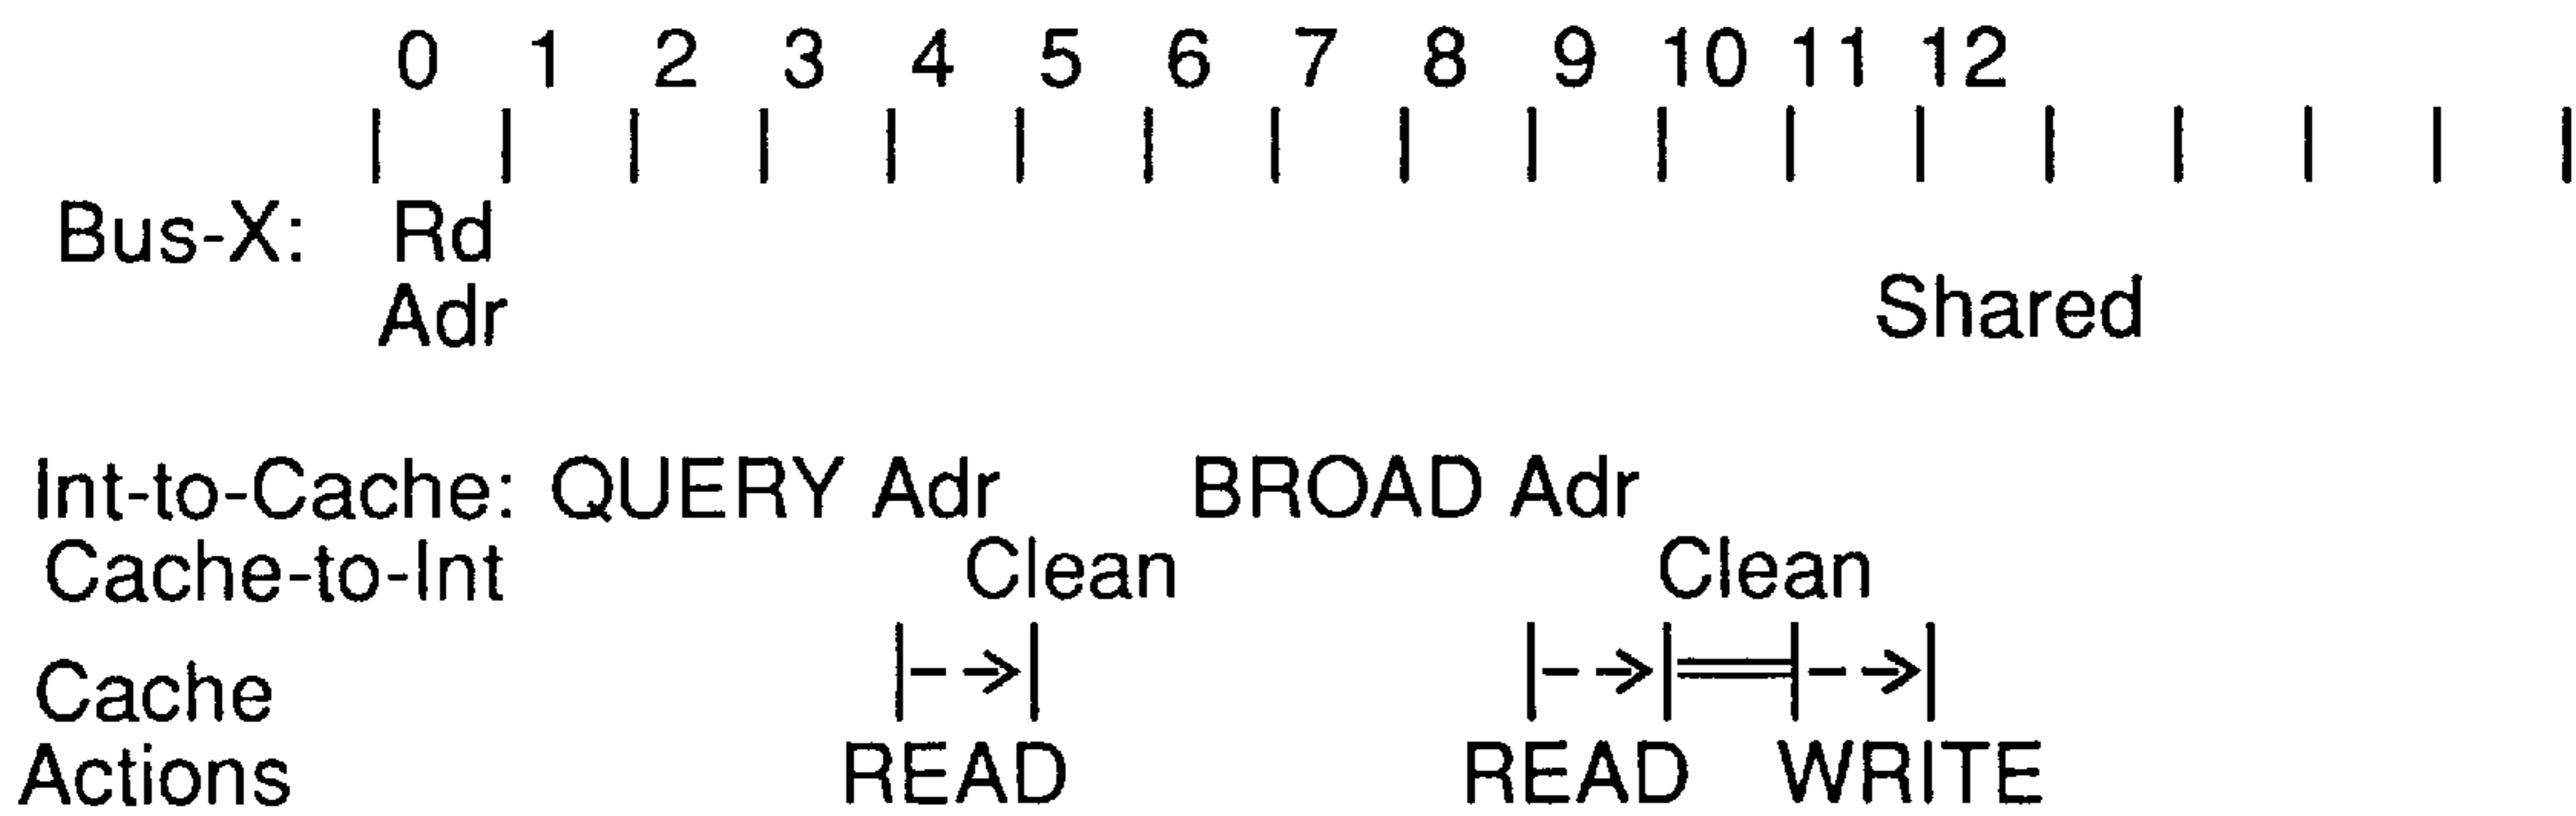 0 1 2 3 4 5 6 7 8 9 10 11 12
Bus-X: Rd
Adr Shared
Int-to-Cache: QUERY Adr BROAD Adr
Cache-to-Int Clean Clean
Cache
Actions READ READ WRITE